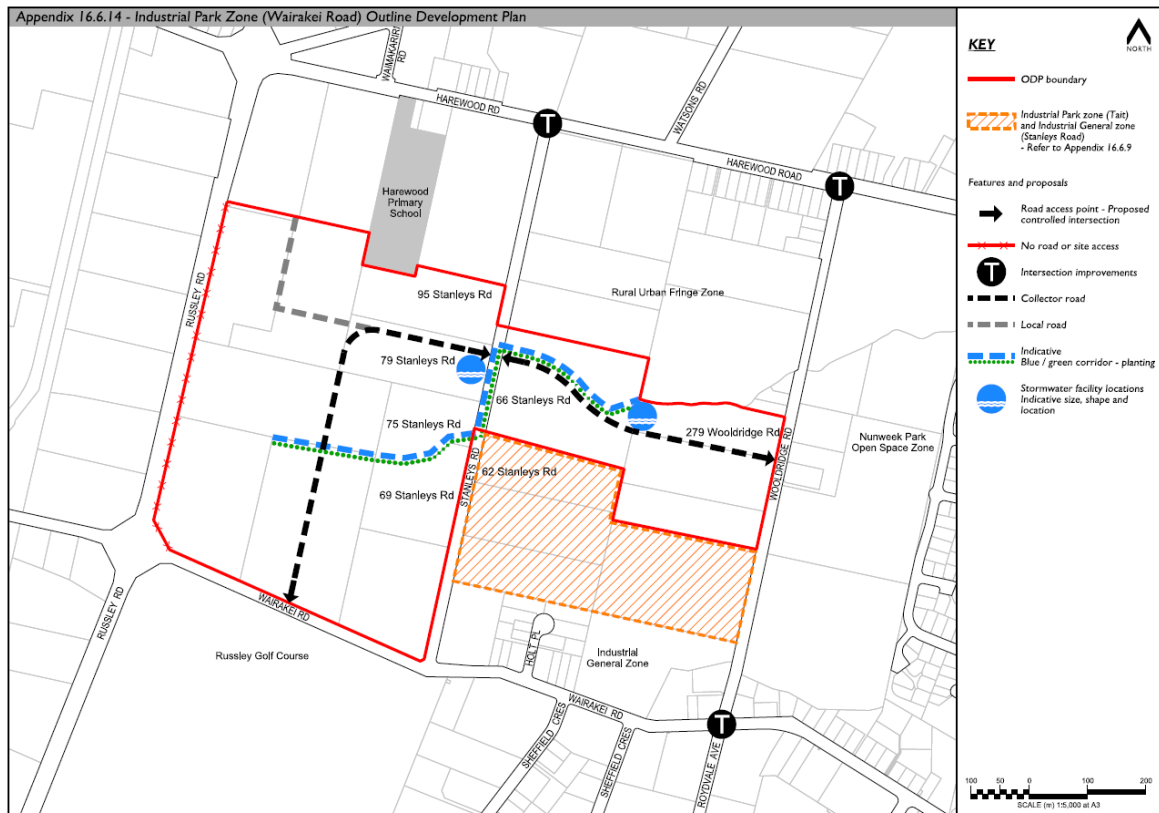 Appendix 16.6.14 - Industrial Park Zone (Wairakei Road) Outline Development Plan
WAIMAKARIRI
RD
HAREWOOD RD
T
WATSONS RD
HAREWOOD ROAD
T
Harewood
Primary
School
RUSSLEY RD
95 Stanleys Rd
Rural Urban Fringe Zone
79 Stanleys Rd
66 Stanleys Rd
75 Stanleys Rd
279 Wooldridge Rd
Nunweek Park
Open Space Zone
WOOLDRIDGE RD
STANLEYS RD
62 Stanleys Rd
69 Stanleys Rd
RUSSLEY RD
WAIRAKEI RD
Russley Golf Course
HOLT PL
Industrial
General Zone
WAIRAKEI RD
T
SHEFFIELD CRES
SHEFFIELD CRES
ROYDVALE AVE
KEY
NORTH
ODP boundary
Industrial Park zone (Tait)
and Industrial General zone
(Stanleys Road)
- Refer to Appendix 16.6.9
Features and proposals
Road access point - Proposed
controlled intersection
No road or site access
T
Intersection improvements
Collector road
Local road
Indicative
Blue / green corridor - planting
Stormwater facility locations
Indicative size, shape and
location
100 50 0 100 200
SCALE (m) 1:5,000 at A3